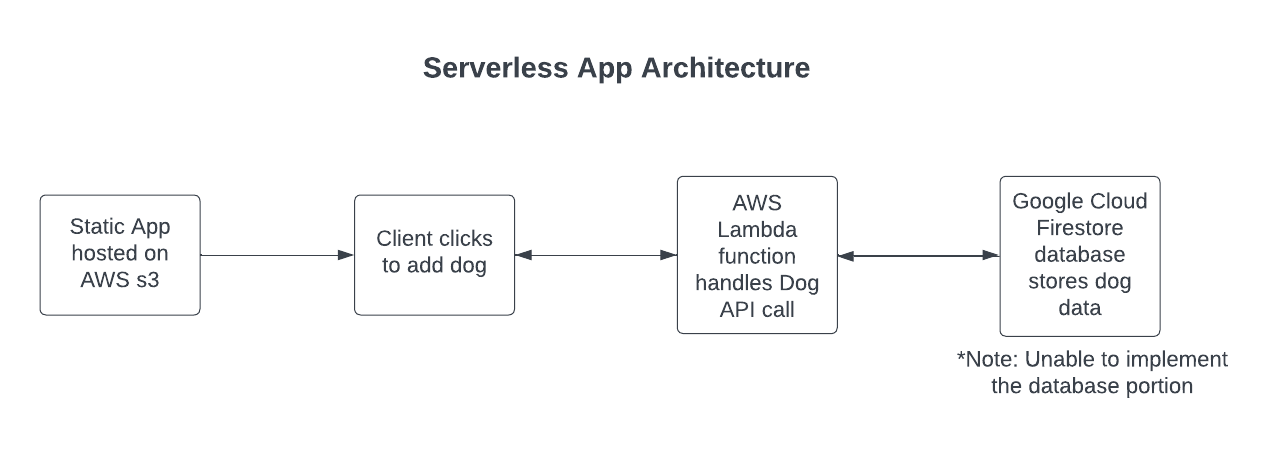 Serverless App Architecture
Static App
hosted on
AWS s3
Client clicks
to add dog
AWS
Lambda
function
handles Dog
API call
Google Cloud
Firestore
database
stores dog
data
*Note: Unable to implement
the database portion